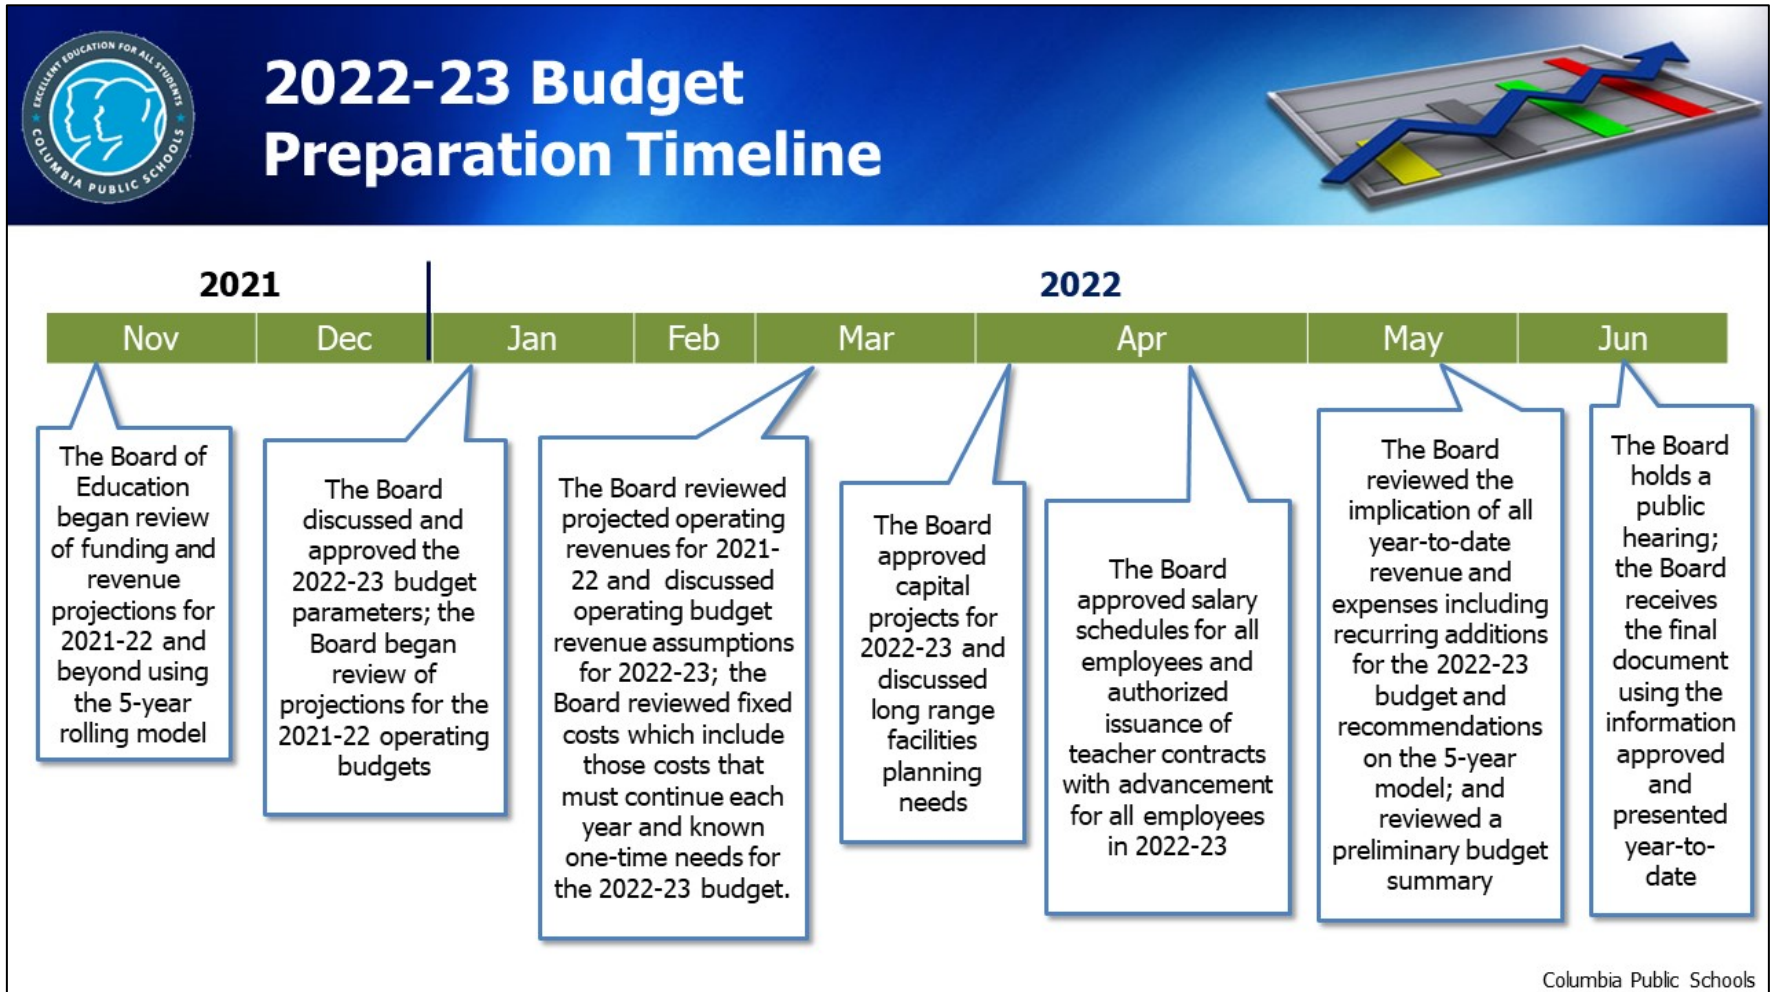 EXCELLENT EDUCATION FOR ALL STUDENTS
COLUMBIA PUBLIC SCHOOLS
2022-23 Budget
Preparation Timeline
2021
2022
Nov
Dec
Jan
Feb
Mar
Apr
May
Jun
The Board of
Education
began review
of funding and
revenue
projections for
2021-22 and
beyond using
the 5-year
rolling model
The Board
discussed and
approved the
2022-23 budget
parameters; the
Board began
review of
projections for the
2021-22 operating
budgets
The Board reviewed
projected operating
revenues for 2021-
22 and discussed
operating budget
revenue assumptions
for 2022-23; the
Board reviewed fixed
costs which include
those costs that
must continue each
year and known
one-time needs for
the 2022-23 budget.
The Board
approved
capital
projects for
2022-23 and
discussed
long range
facilities
planning
needs
The Board
approved salary
schedules for all
employees and
authorized
issuance of
teacher contracts
with advancement
for all employees
in 2022-23
The Board
reviewed the
implication of all
year-to-date
revenue and
expenses including
recurring additions
for the 2022-23
budget and
recommendations
on the 5-year
model; and
reviewed a
preliminary budget
summary
The Board
holds a
public
hearing;
the Board
receives
the final
document
using the
information
approved
and
presented
year-to-
date
Columbia Public Schools